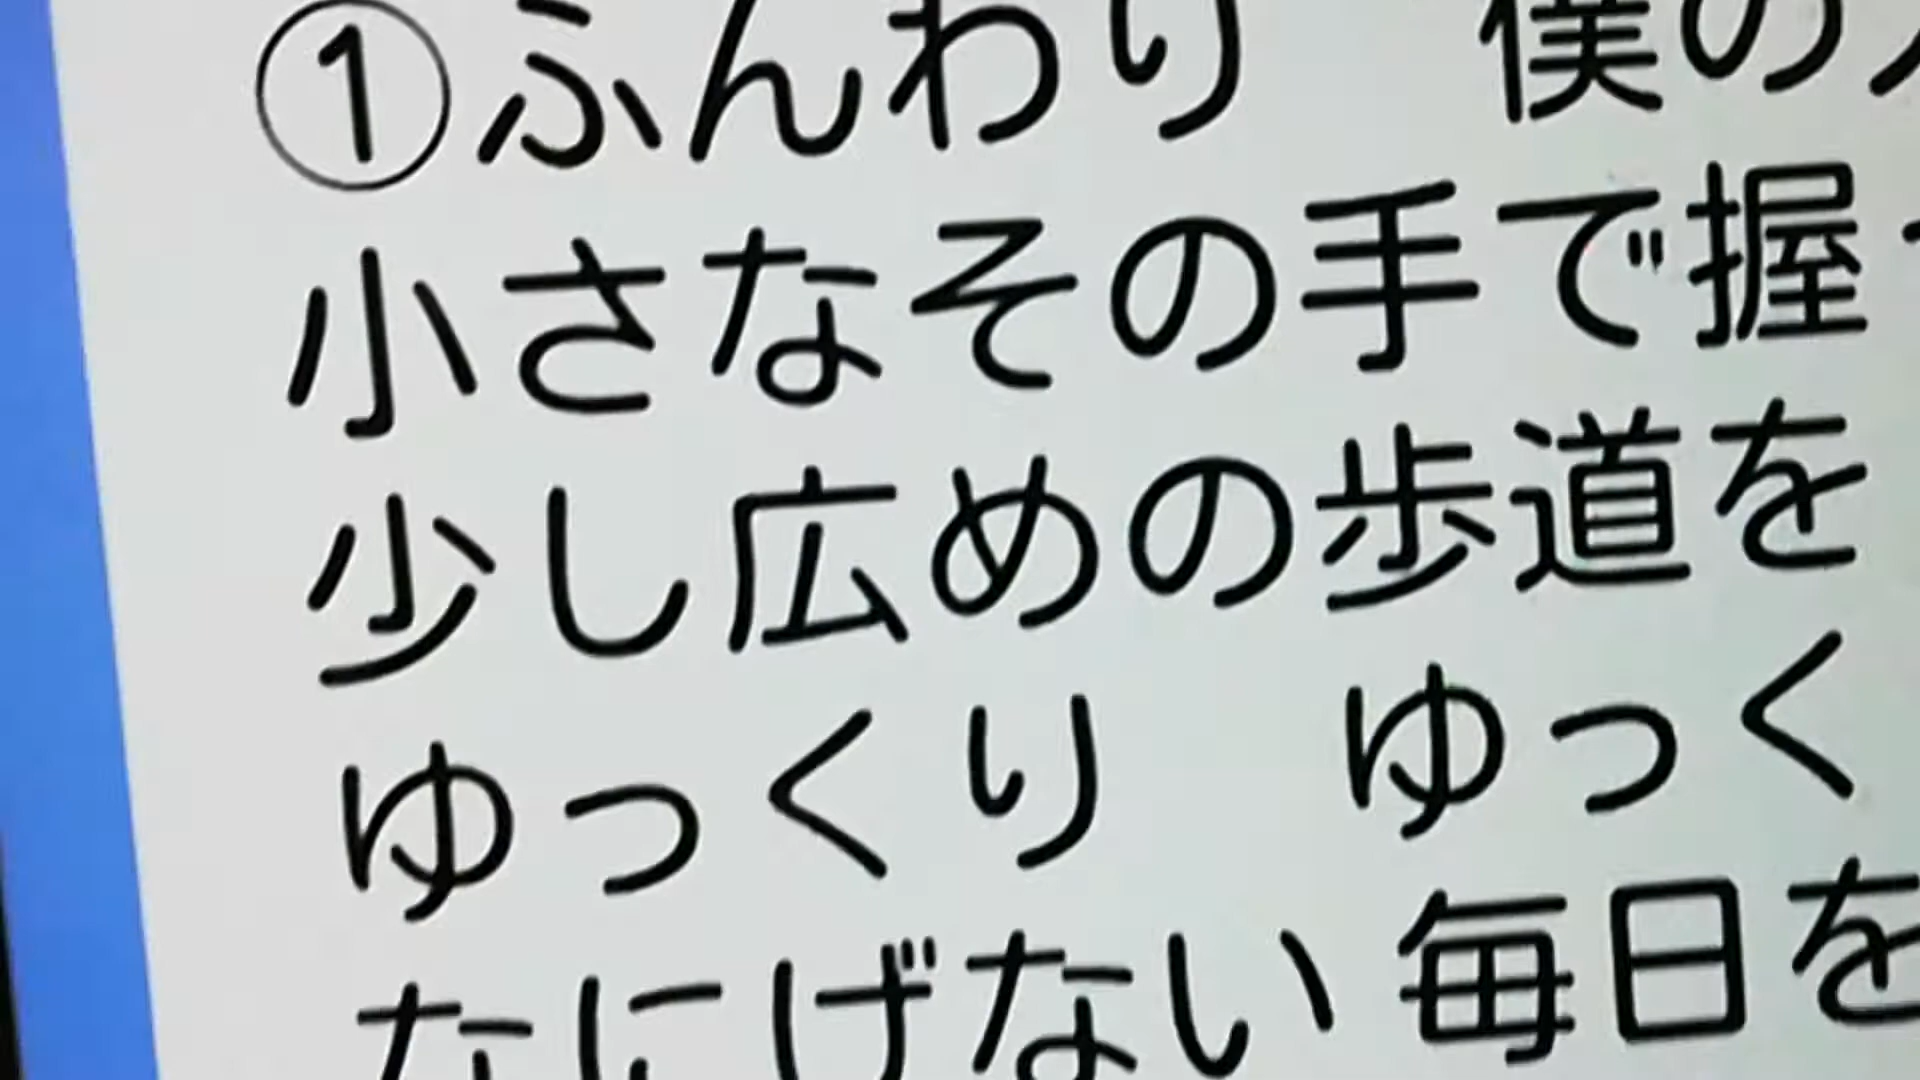 ①ふんわり　僕の
小さなその手で握
少し広めの歩道を
ゆっくり　ゆっく
なにげない毎日を